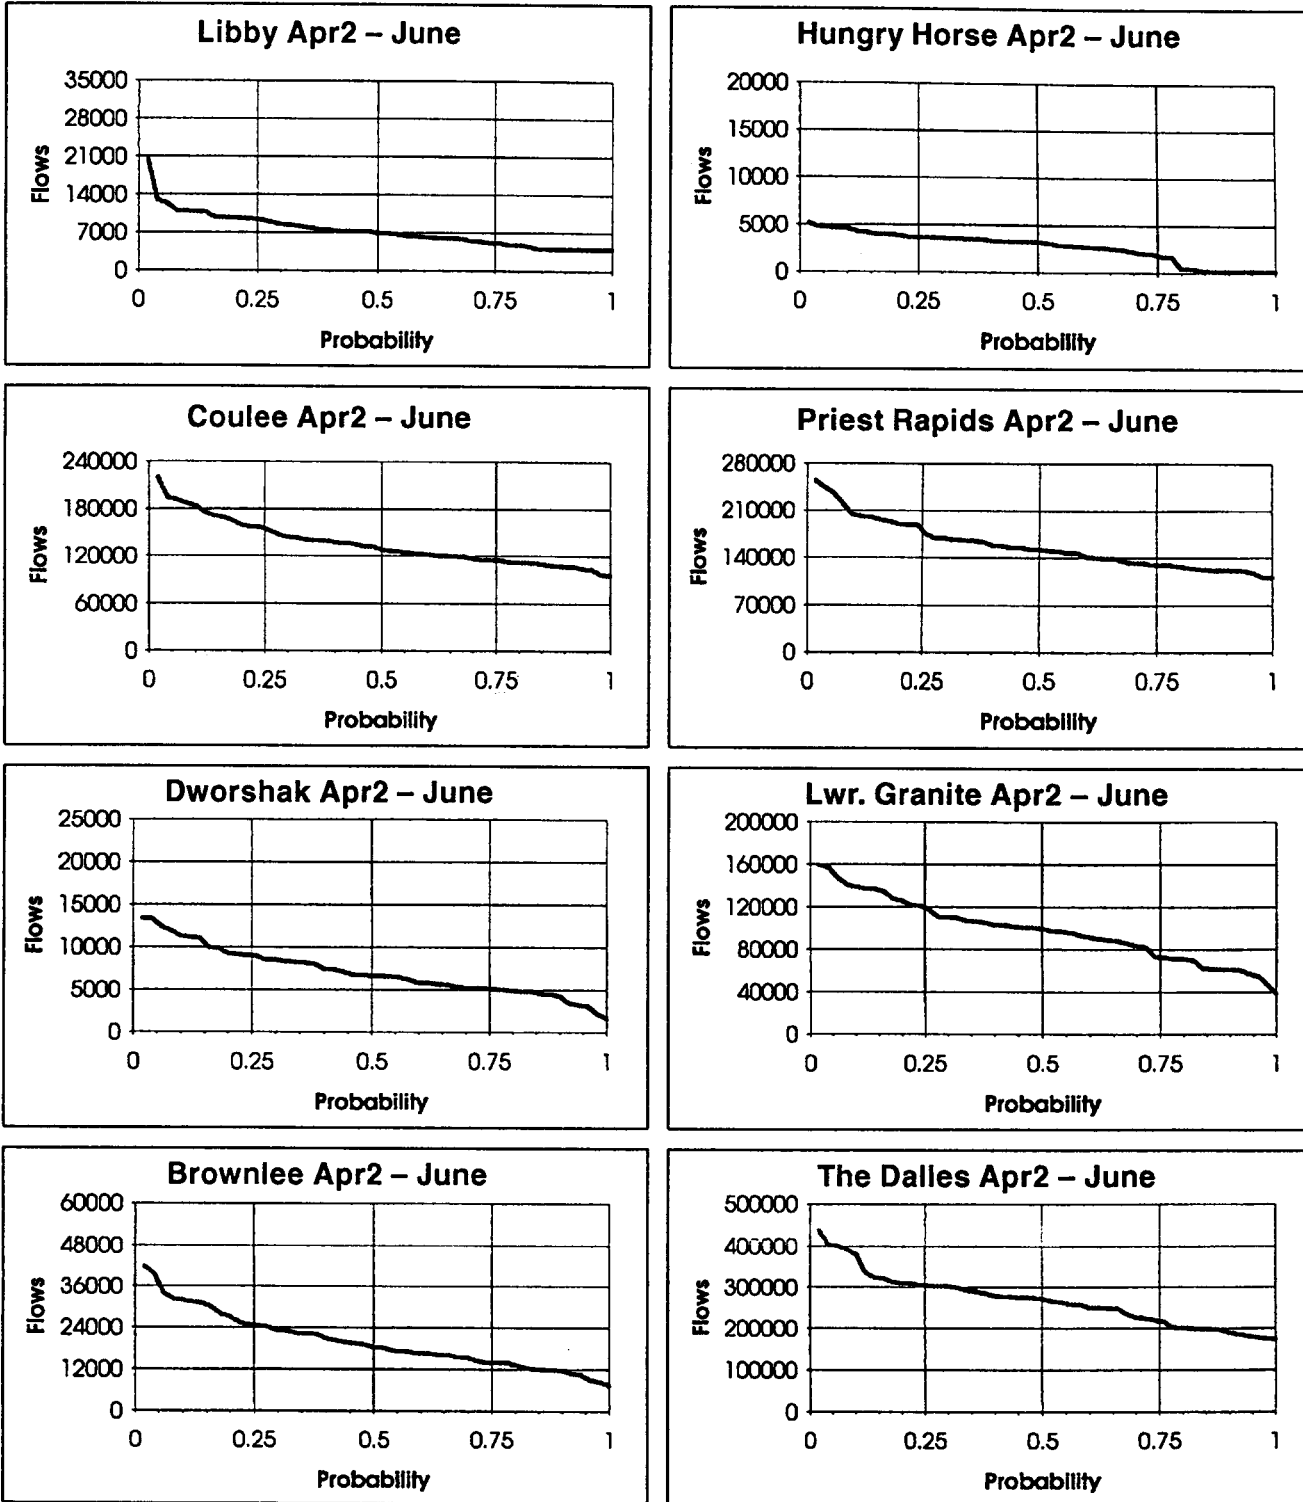 Libby Apr2 – June
35000
28000
21000
14000
7000
0
Flows
0 0.25 0.5 0.75 1
Probability
Hungry Horse Apr2 – June
20000
15000
10000
5000
0
Flows
0 0.25 0.5 0.75 1
Probability
Coulee Apr2 – June
240000
180000
120000
60000
0
Flows
0 0.25 0.5 0.75 1
Probability
Priest Rapids Apr2 – June
280000
210000
140000
70000
0
Flows
0 0.25 0.5 0.75 1
Probability
Dworshak Apr2 – June
25000
20000
15000
10000
5000
0
Flows
0 0.25 0.5 0.75 1
Probability
Lwr. Granite Apr2 – June
200000
160000
120000
80000
40000
0
Flows
0 0.25 0.5 0.75 1
Probability
Brownlee Apr2 – June
60000
48000
36000
24000
12000
0
Flows
0 0.25 0.5 0.75 1
Probability
The Dalles Apr2 – June
500000
400000
300000
200000
100000
0
Flows
0 0.25 0.5 0.75 1
Probability